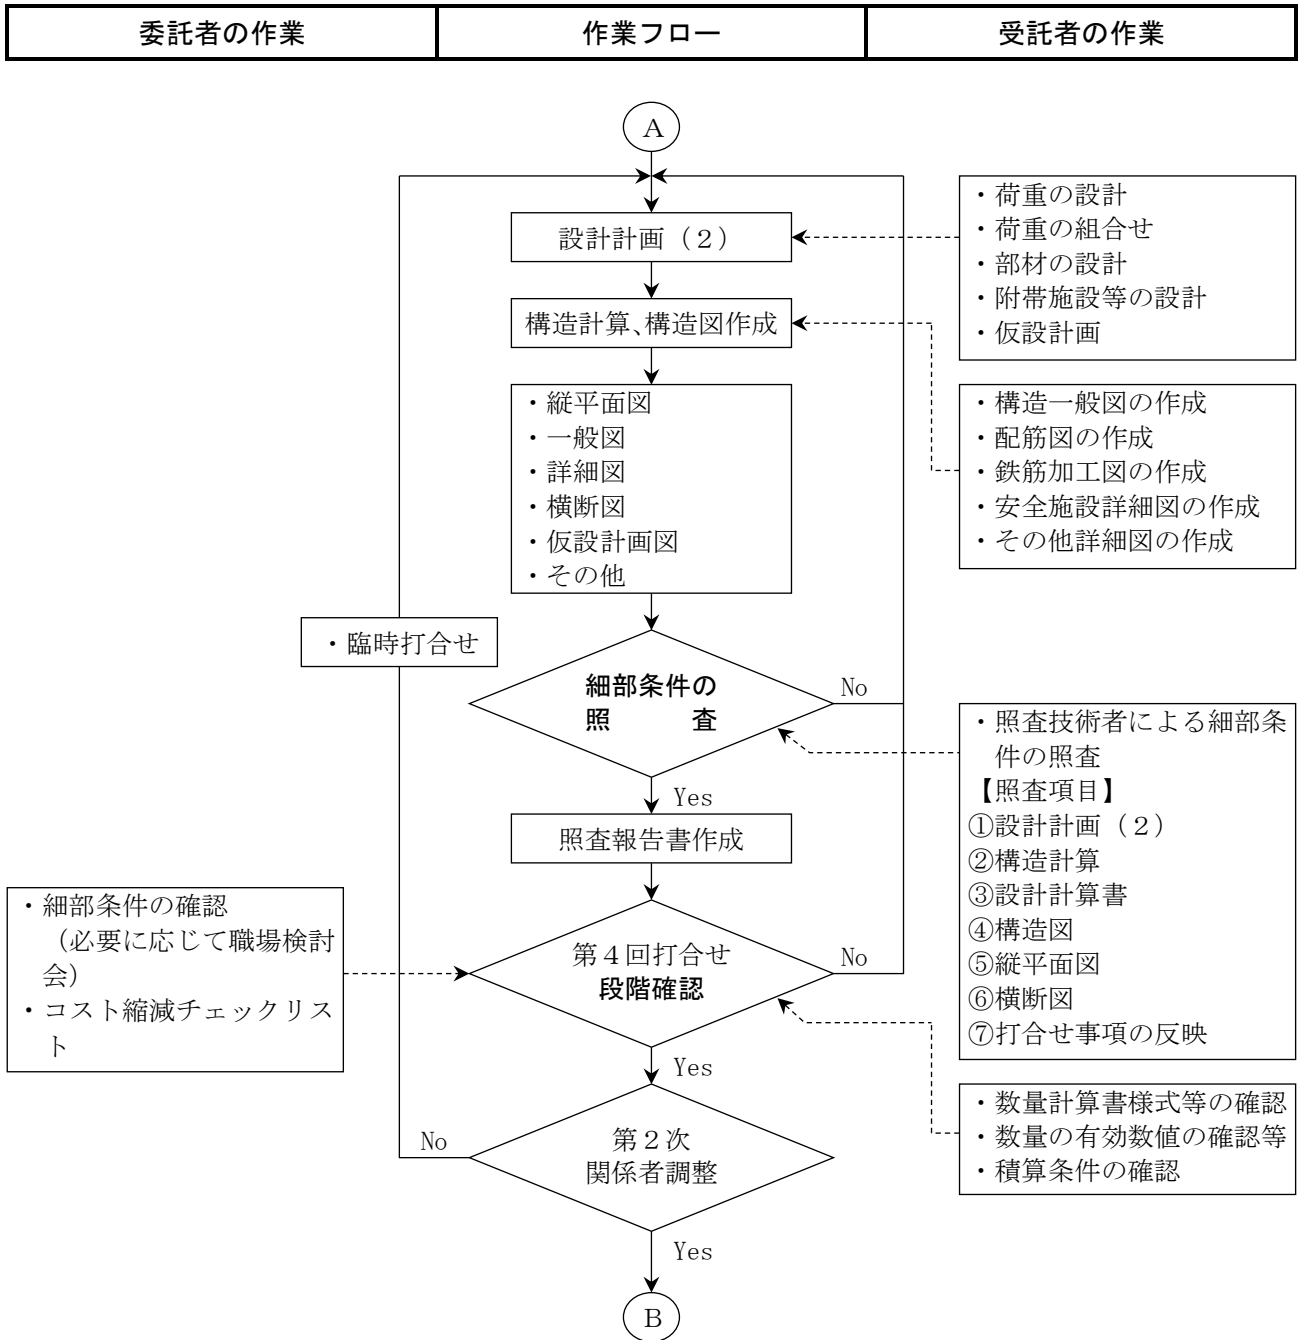 委託者の作業
作業フロー
受託者の作業
A
設計計画（２）
・荷重の設計
・荷重の組合せ
・部材の設計
・附帯施設等の設計
・仮設計画
構造計算、構造図作成
・構造一般図の作成
・配筋図の作成
・鉄筋加工図の作成
・安全施設詳細図の作成
・その他詳細図の作成
・縦平面図
・一般図
・詳細図
・横断図
・仮設計画図
・その他
・臨時打合せ
細部条件の
照　　　査
No
Yes
・照査技術者による細部条
件の照査
【照査項目】
①設計計画（２）
②構造計算
③設計計算書
④構造図
⑤縦平面図
⑥横断図
⑦打合せ事項の反映
照査報告書作成
・細部条件の確認
（必要に応じて職場検討
会）
・コスト縮減チェックリス
ト
第４回打合せ
段階確認
No
Yes
・数量計算書様式等の確認
・数量の有効数値の確認等
・積算条件の確認
No
第２次
関係者調整
Yes
B